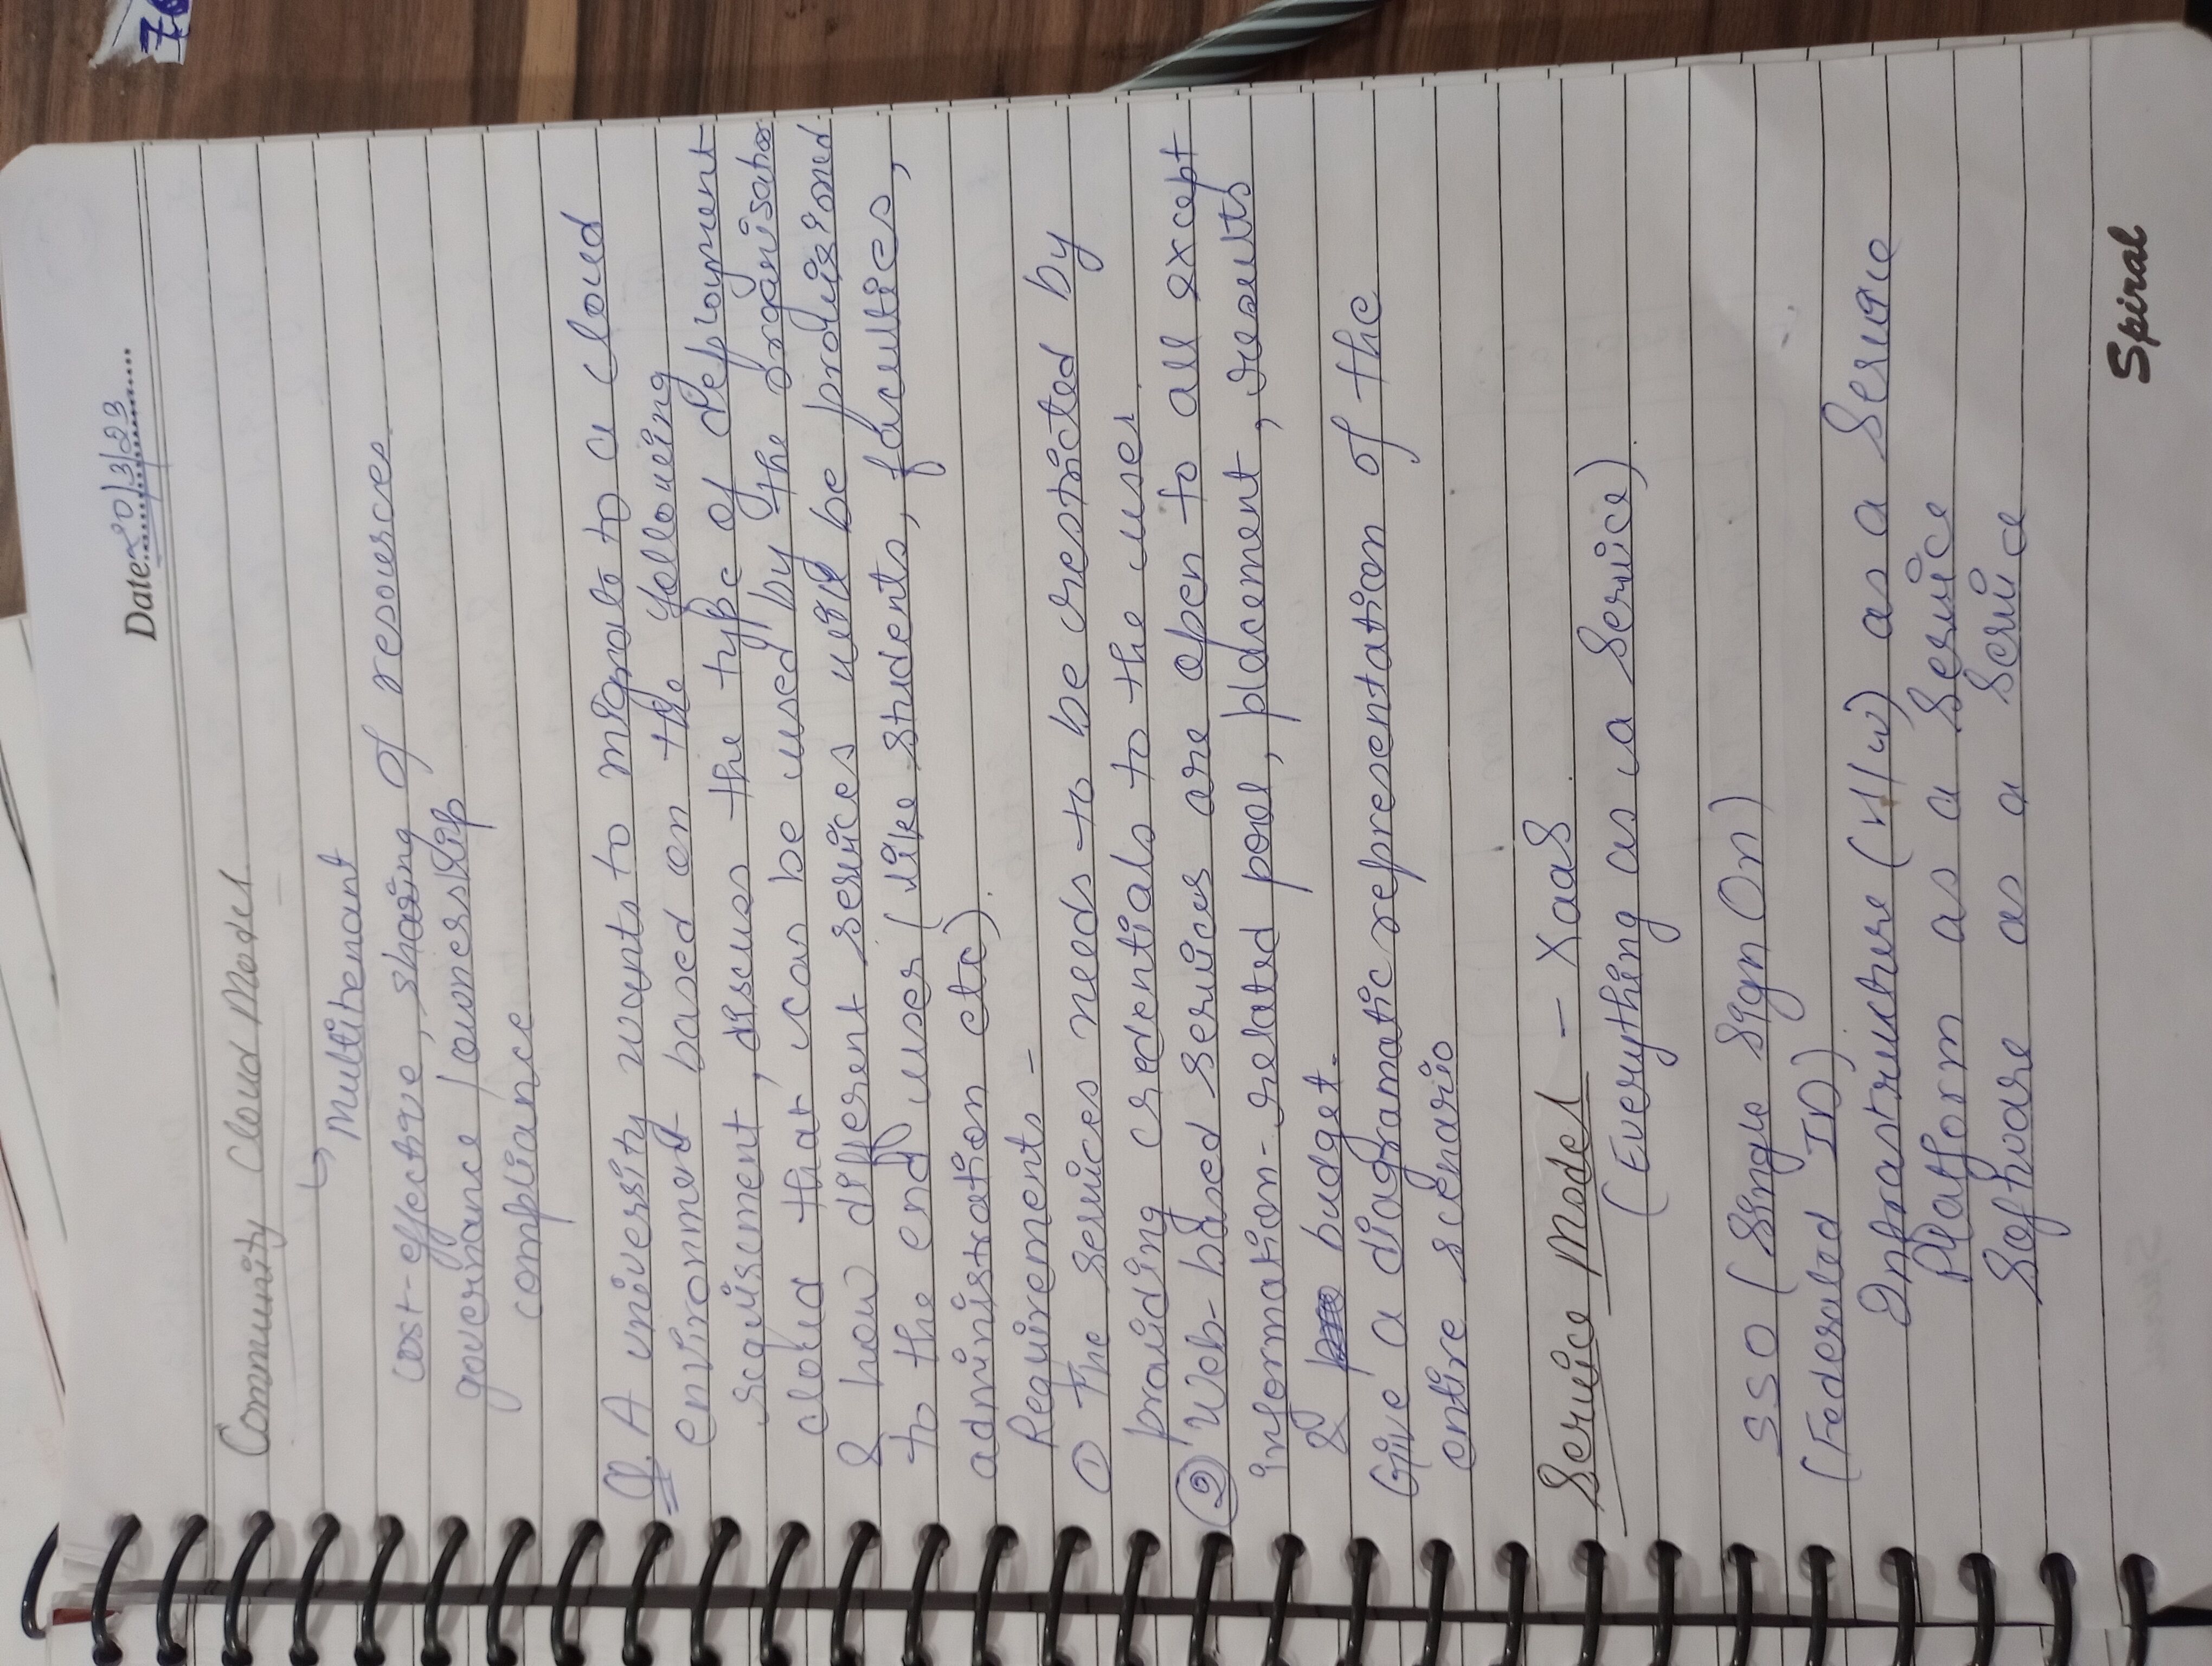 Date: 20/3/23
Community Cloud Model
↳ Multitenant
cost-effective, sharing of resources
governance / ownership
compliance
Q. A university wants to migrate to a cloud
environment based on the following
requirement, discuss the type of deployment
cloud that can be used by the organisation
& how different services will be provisioned
to the end user (like students, faculties,
administration etc).
Requirements -
① The services needs to be restricted by
providing credentials to the user
② Web-based services are open to all except
information-related pool, placement, results
& budget.
Give a diagrammatic representation of the
entire scenario
Service Model - XaaS
(Everything as a Service)
SSO (Single Sign On)
(Federated ID)
Infrastructure (H/w) as a Service
Platform as a Service
Software as a Service
Spiral